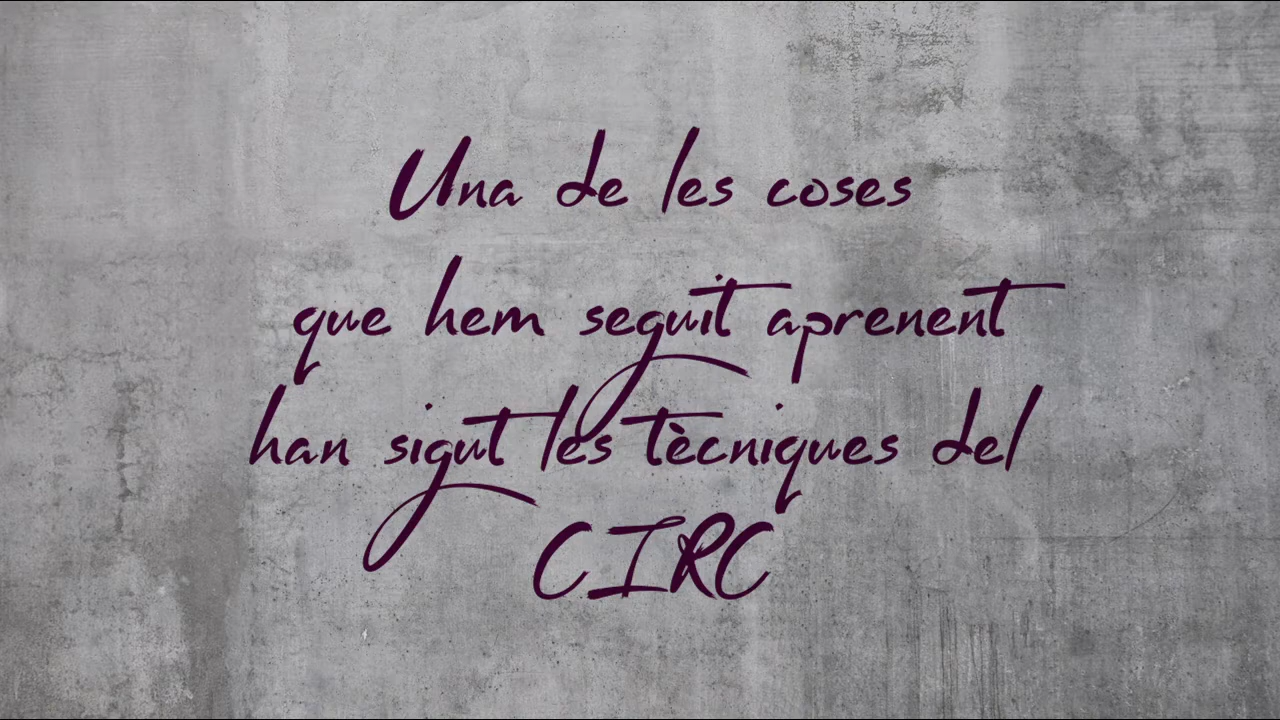 Una de les coses
que hem seguit aprenent
han sigut les tècniques del
CIRC